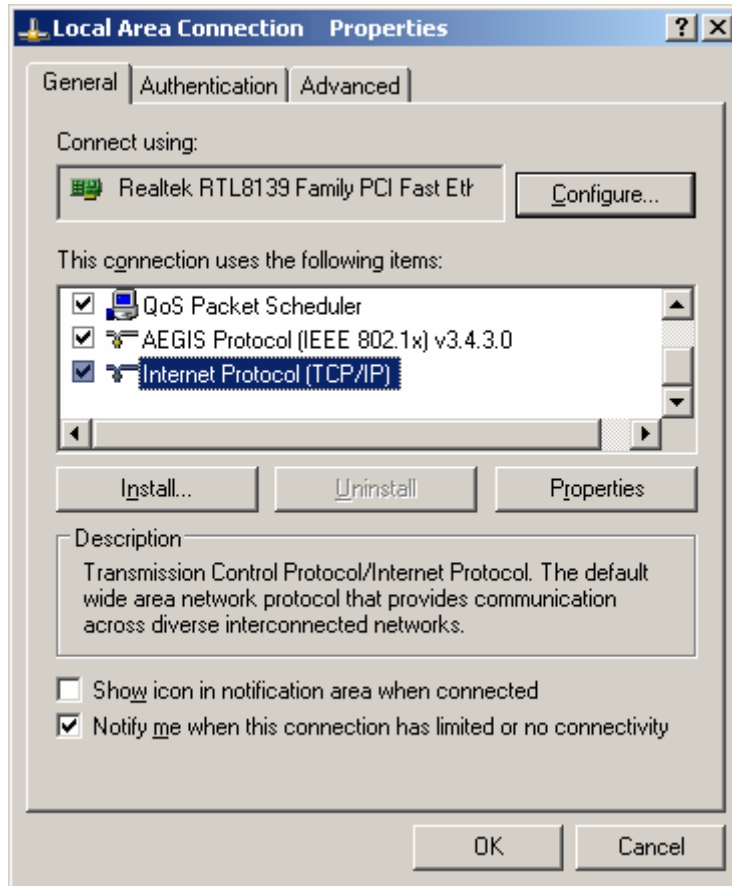 Local Area Connection Properties
General
Authentication
Advanced
Connect using:
Realtek RTL8139 Family PCI Fast Eth
Configure...
This connection uses the following items:
QoS Packet Scheduler
AEGIS Protocol (IEEE 802.1x) v3.4.3.0
Internet Protocol (TCP/IP)
Install...
Uninstall
Properties
Description
Transmission Control Protocol/Internet Protocol. The default
wide area network protocol that provides communication
across diverse interconnected networks.
Show icon in notification area when connected
Notify me when this connection has limited or no connectivity
OK
Cancel